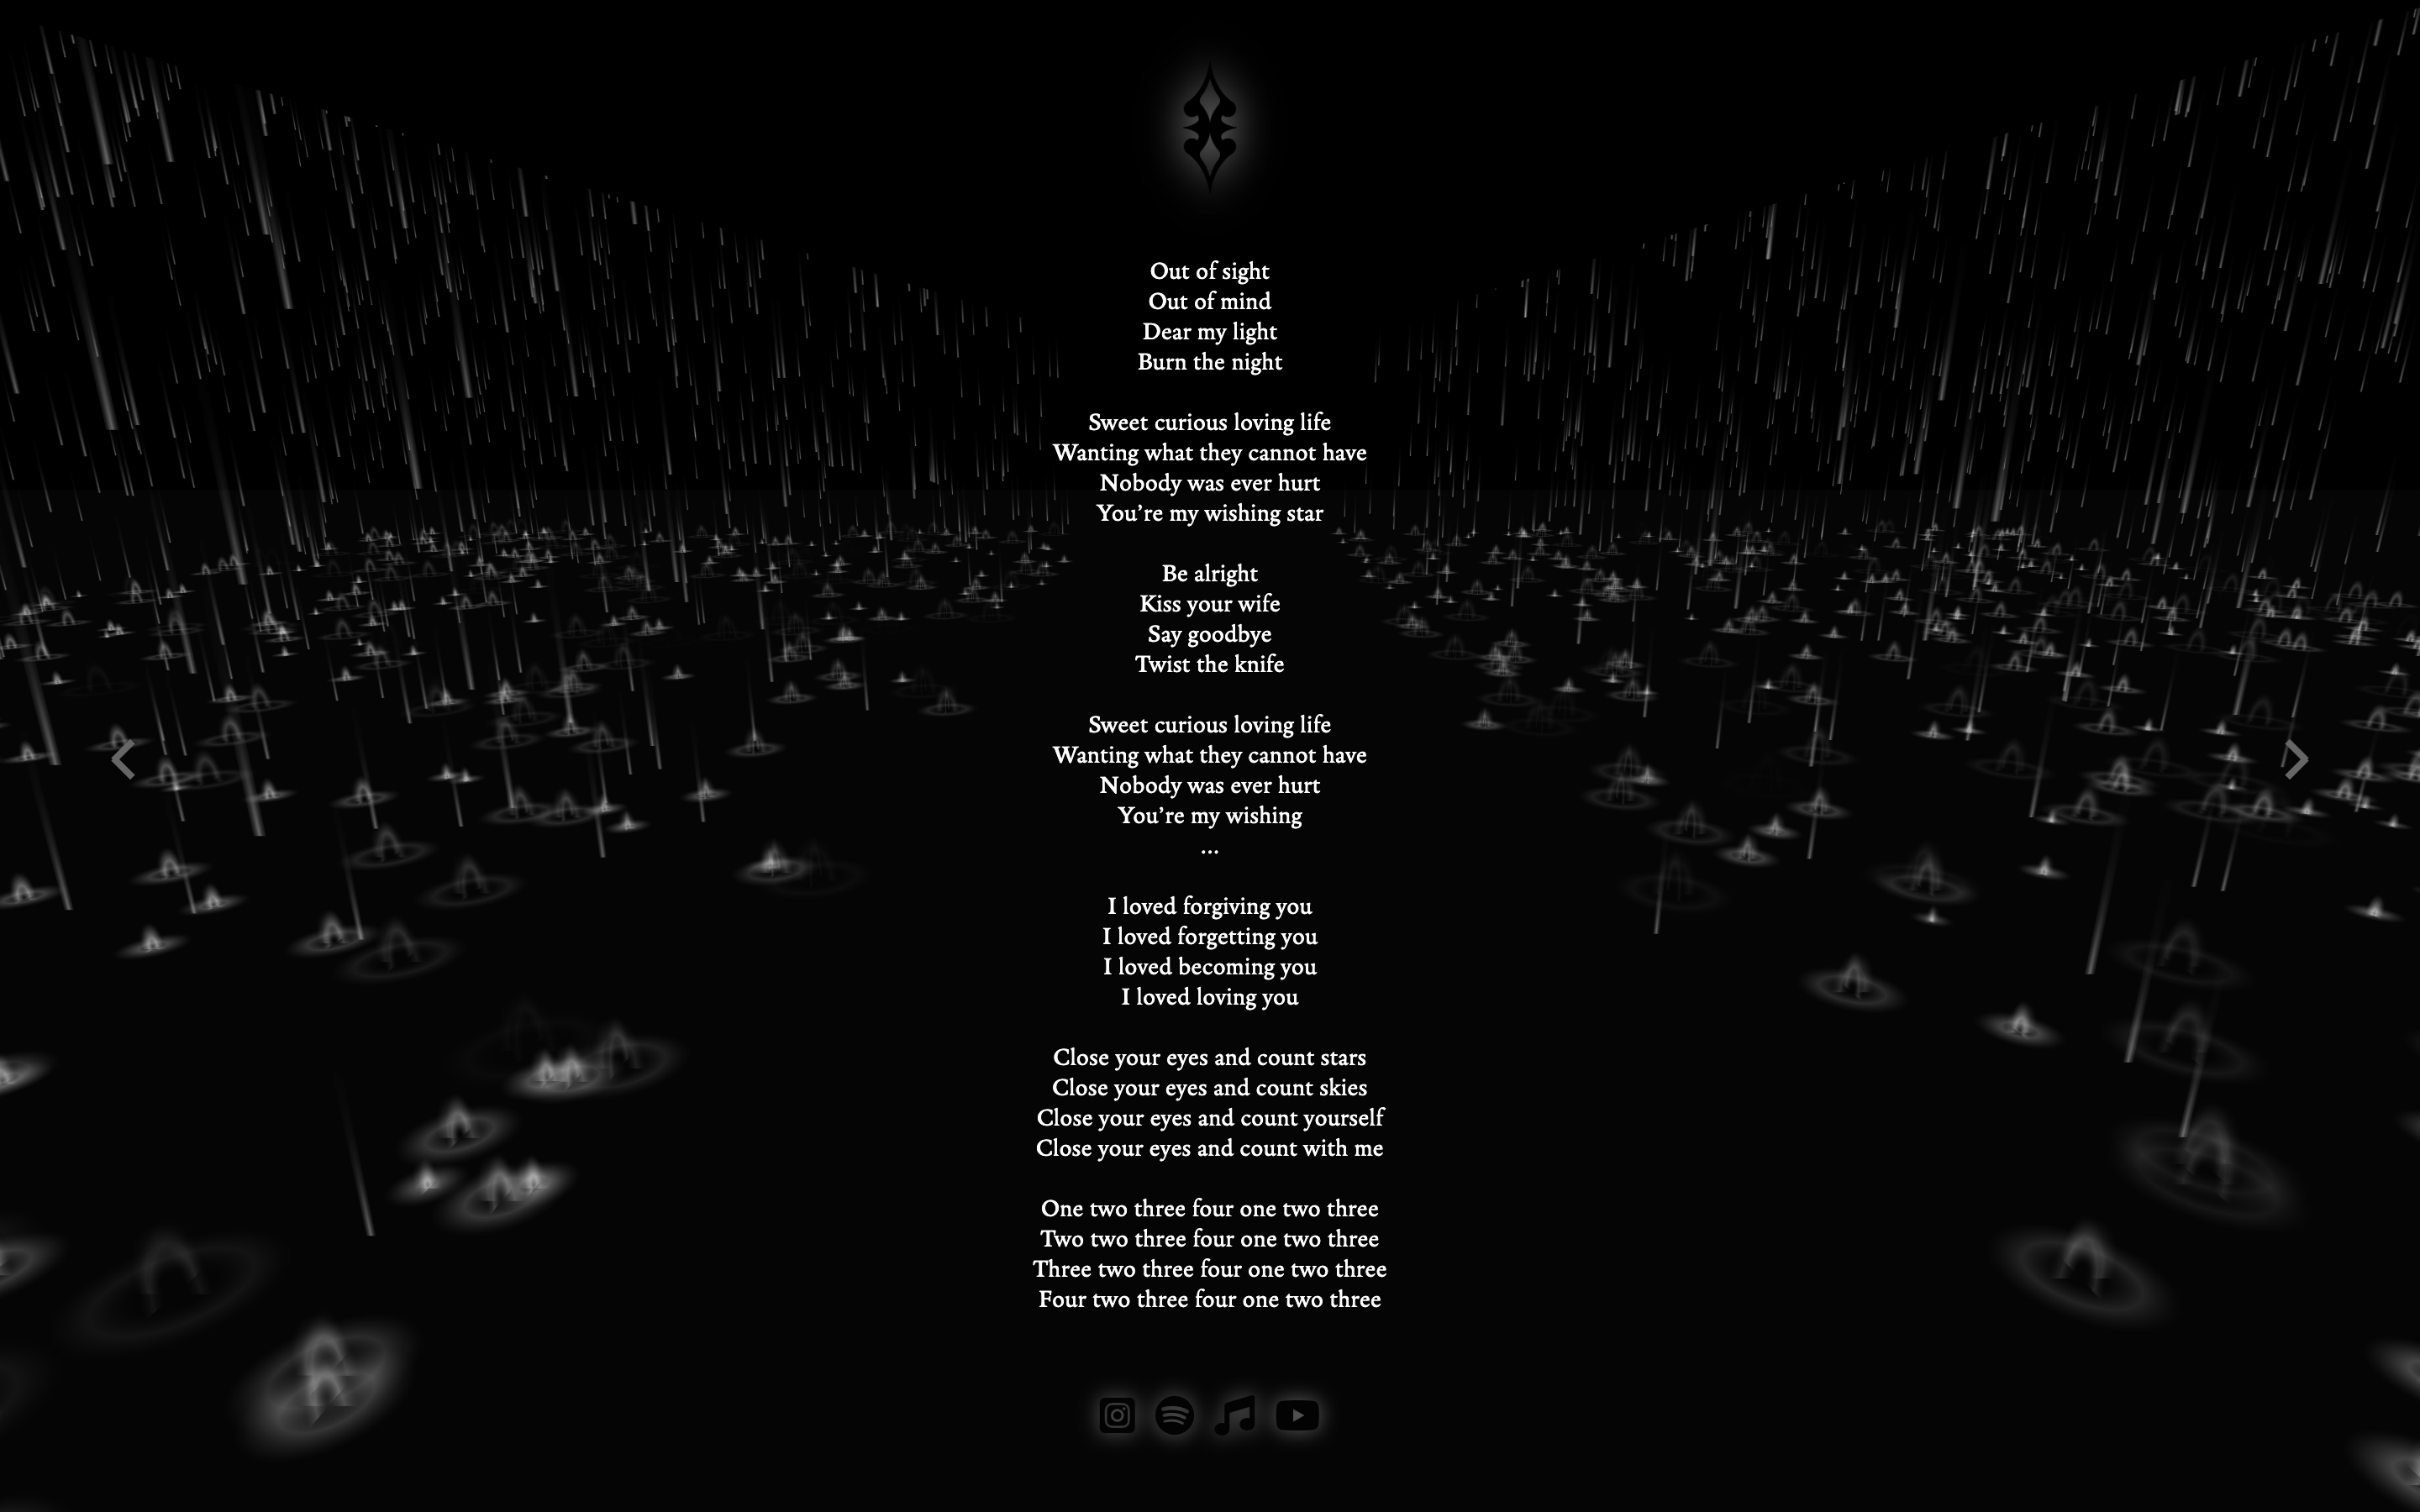 Out of sight
Out of mind
Dear my light
Burn the night
Sweet curious loving life
Wanting what they cannot have
Nobody was ever hurt
You’re my wishing star
Be alright
Kiss your wife
Say goodbye
Twist the knife
Sweet curious loving life
Wanting what they cannot have
Nobody was ever hurt
You’re my wishing
...
I loved forgiving you
I loved forgetting you
I loved becoming you
I loved loving you
Close your eyes and count stars
Close your eyes and count skies
Close your eyes and count yourself
Close your eyes and count with me
One two three four one two three
Two two three four one two three
Three two three four one two three
Four two three four one two three